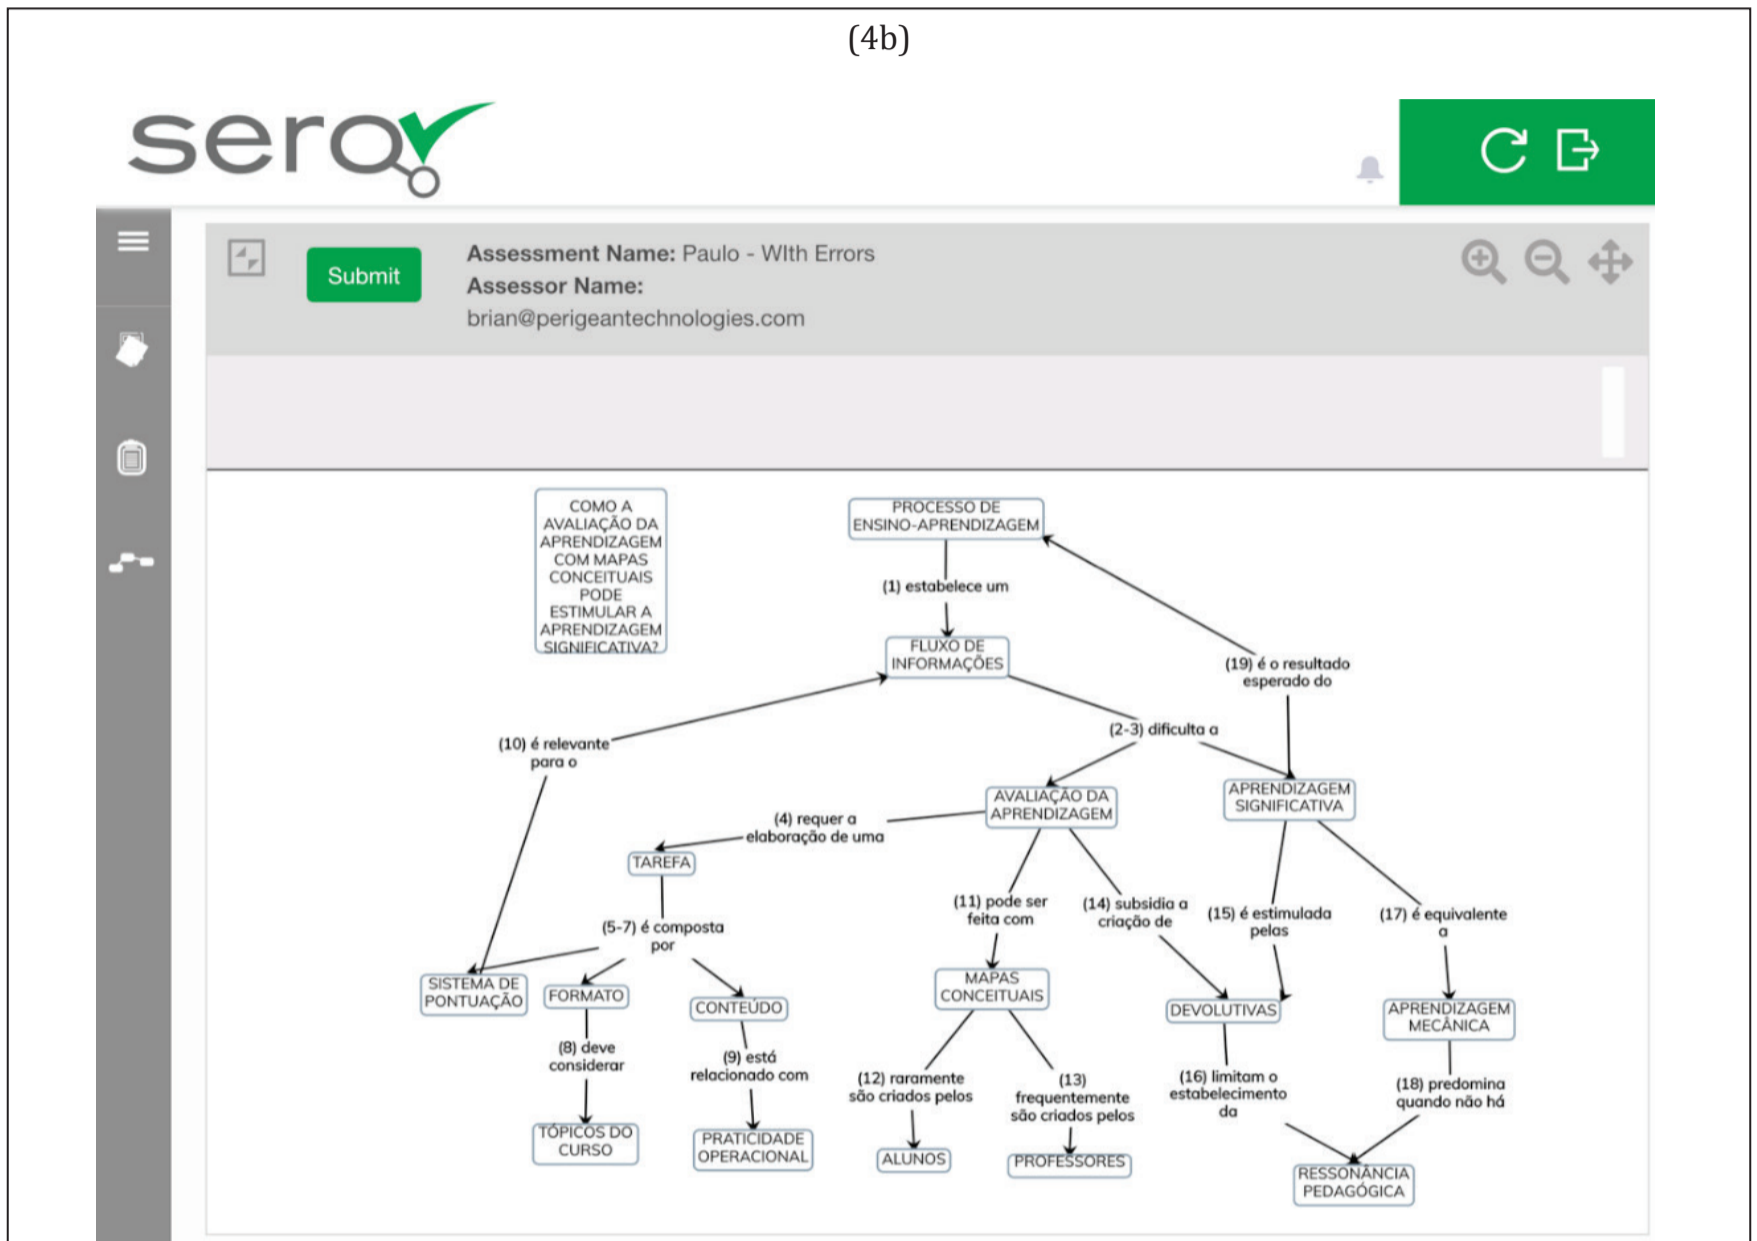 (4b)
sero
Submit
Assessment Name: Paulo - WIth Errors
Assessor Name:
brian@perigeantechnologies.com
COMO A
AVALIAÇÃO DA
APRENDIZAGEM
COM MAPAS
CONCEITUAIS
PODE
ESTIMULAR A
APRENDIZAGEM
SIGNIFICATIVA?
PROCESSO DE
ENSINO-APRENDIZAGEM
(1) estabelece um
FLUXO DE
INFORMAÇÕES
(19) é o resultado
esperado do
(10) é relevante
para o
(2-3) dificulta a
AVALIAÇÃO DA
APRENDIZAGEM
APRENDIZAGEM
SIGNIFICATIVA
(4) requer a
elaboração de uma
TAREFA
(5-7) é composta
por
(11) pode ser
feita com
(14) subsidia a
criação de
(15) é estimulada
pelas
(17) é equivalente
a
SISTEMA DE
PONTUAÇÃO
FORMATO
CONTEÚDO
MAPAS
CONCEITUAIS
DEVOLUTIVAS
APRENDIZAGEM
MECÂNICA
(8) deve
considerar
(9) está
relacionado com
(12) raramente
são criados pelos
(13)
frequentemente
são criados pelos
(16) limitam o
estabelecimento
da
(18) predomina
quando não há
TÓPICOS DO
CURSO
PRATICIDADE
OPERACIONAL
ALUNOS
PROFESSORES
RESSONÂNCIA
PEDAGÓGICA